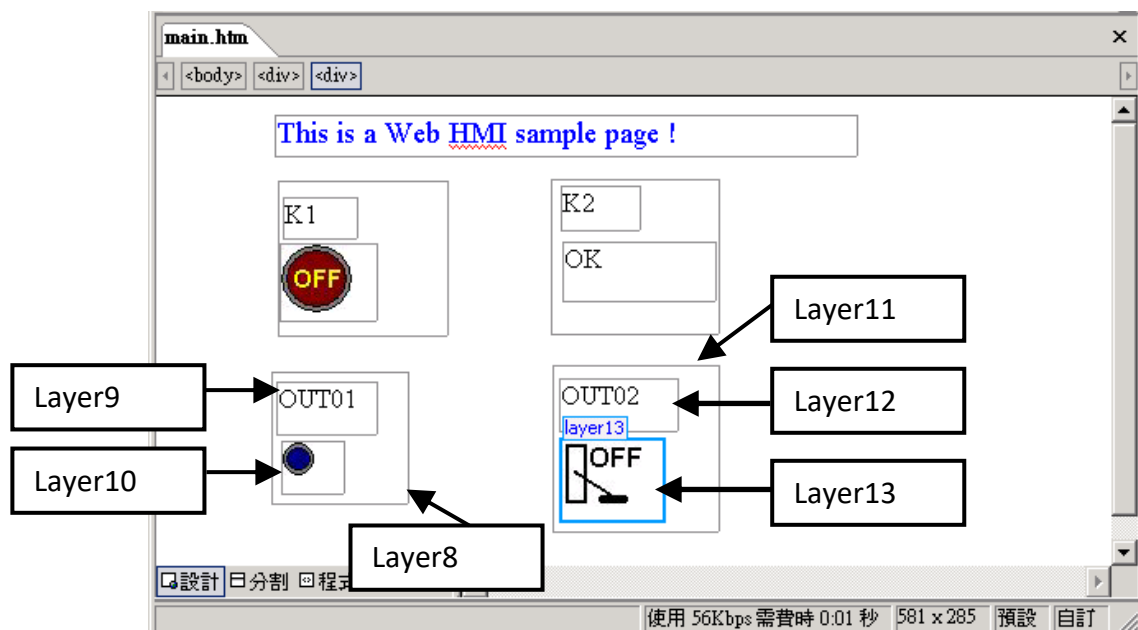 main.htm
<body> <div> <div>
This is a Web HMI sample page !
K1
K2
OFF
OK
Layer11
Layer9
OUT01
OUT02
Layer12
layer13
Layer10
OFF
Layer13
Layer8
設計 分割
使用 56Kbps 需費時 0:01 秒 581 x 285 預設 自訂